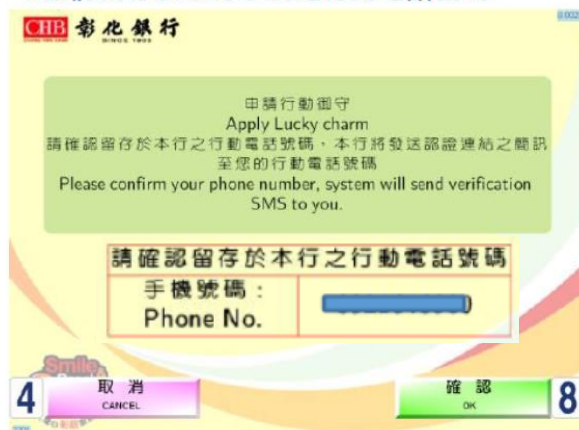 CHB 彰化銀行
SINCE 1905
申請行動御守
Apply Lucky charm
請確認留存於本行之行動電話號碼，本行將發送認證連結之簡訊
至您的行動電話號碼
Please confirm your phone number, system will send verification
SMS to you.
請確認留存於本行之行動電話號碼
手機號碼：
Phone No.
Smile
4
取 消
CANCEL
確 認
OK
8